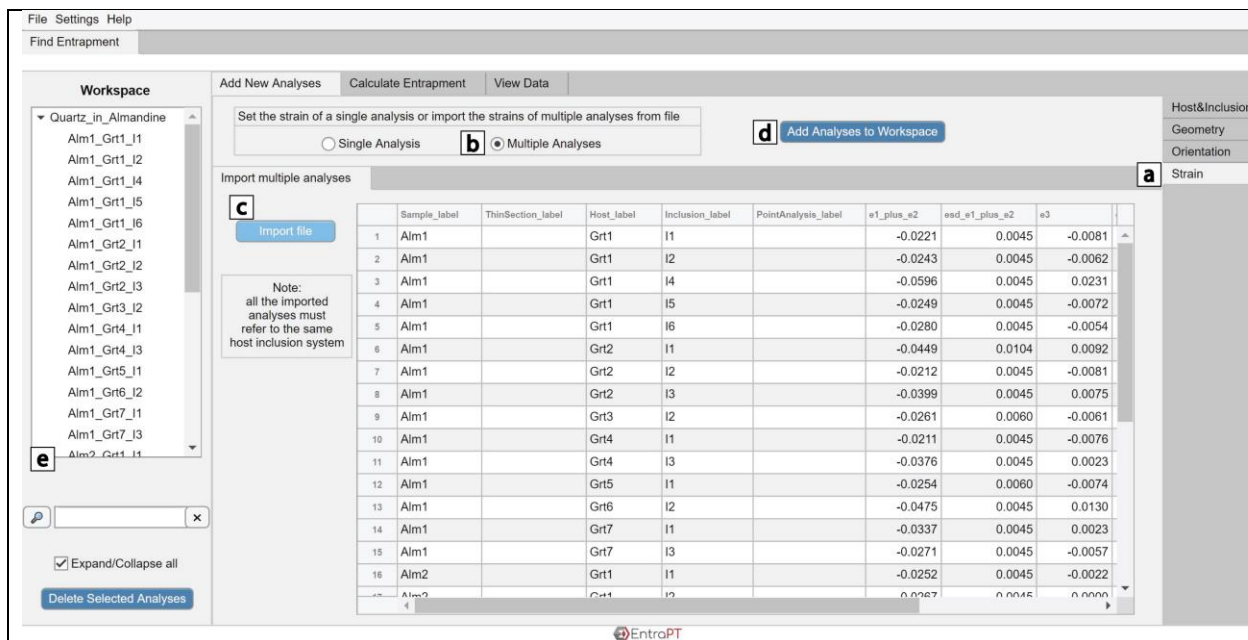 File Settings Help
Find Entrapment
Workspace
Quartz_in_Almandine
Alm1_Grt1_I1
Alm1_Grt1_I2
Alm1_Grt1_I4
Alm1_Grt1_I5
Alm1_Grt1_I6
Alm1_Grt2_I1
Alm1_Grt2_I2
Alm1_Grt2_I3
Alm1_Grt3_I2
Alm1_Grt4_I1
Alm1_Grt4_I3
Alm1_Grt5_I1
Alm1_Grt6_I2
Alm1_Grt7_I1
Alm1_Grt7_I3
Alm2_Grt1_I1
e
Expand/Collapse all
Delete Selected Analyses
Add New Analyses Calculate Entrapment View Data
Set the strain of a single analysis or import the strains of multiple analyses from file
Single Analysis b Multiple Analyses
d Add Analyses to Workspace
Import multiple analyses
c
Import file
Note:
all the imported
analyses must
refer to the same
host inclusion system
Sample_label ThinSection_label Host_label Inclusion_label PointAnalysis_label e1_plus_e2 esd_e1_plus_e2 e3
1 Alm1 Grt1 I1 -0.0221 0.0045 -0.0081
2 Alm1 Grt1 I2 -0.0243 0.0045 -0.0062
3 Alm1 Grt1 I4 -0.0596 0.0045 0.0231
4 Alm1 Grt1 I5 -0.0249 0.0045 -0.0072
5 Alm1 Grt1 I6 -0.0280 0.0045 -0.0054
6 Alm1 Grt2 I1 -0.0449 0.0104 0.0092
7 Alm1 Grt2 I2 -0.0212 0.0045 -0.0081
8 Alm1 Grt2 I3 -0.0399 0.0045 0.0075
9 Alm1 Grt3 I2 -0.0261 0.0060 -0.0061
10 Alm1 Grt4 I1 -0.0211 0.0045 -0.0076
11 Alm1 Grt4 I3 -0.0376 0.0045 0.0023
12 Alm1 Grt5 I1 -0.0254 0.0060 -0.0074
13 Alm1 Grt6 I2 -0.0475 0.0045 0.0130
14 Alm1 Grt7 I1 -0.0337 0.0045 0.0023
15 Alm1 Grt7 I3 -0.0271 0.0045 -0.0057
16 Alm2 Grt1 I1 -0.0252 0.0045 -0.0022
Host&Inclusion
Geometry
Orientation
a Strain
EntraPT